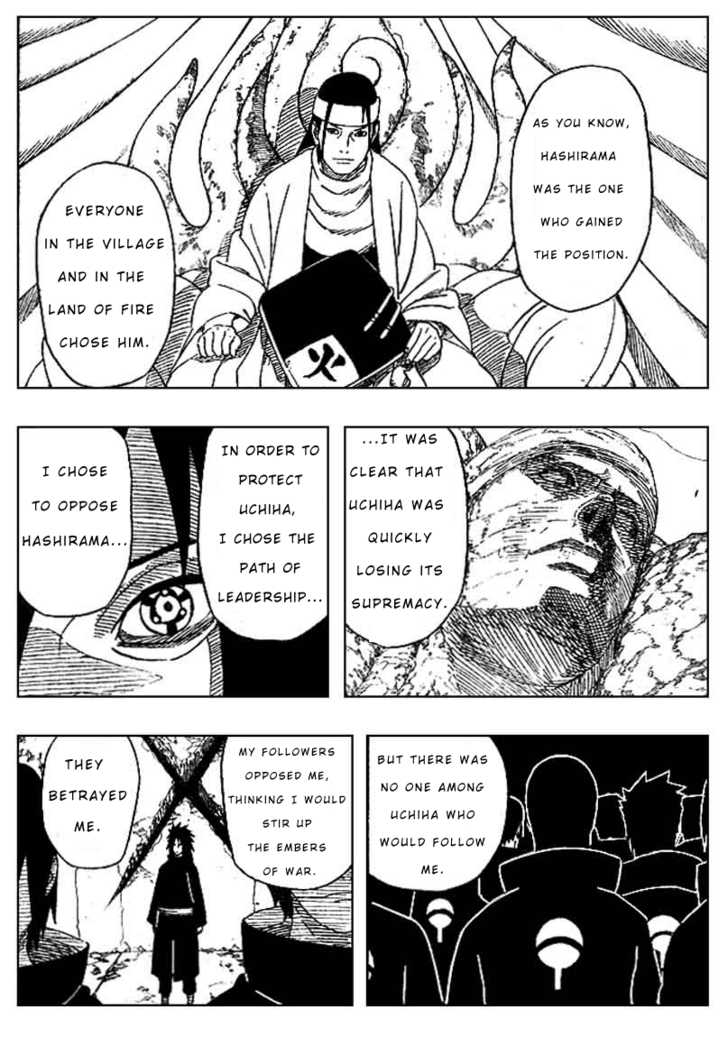 AS YOU KNOW,
HASHIRAMA
WAS THE ONE
WHO GAINED
THE POSITION.
EVERYONE
IN THE VILLAGE
AND IN THE
LAND OF FIRE
CHOSE HIM.
火
...IT WAS
CLEAR THAT
UCHIHA WAS
QUICKLY
LOSING ITS
SUPREMACY.
IN ORDER TO
PROTECT
UCHIHA,
I CHOSE THE
PATH OF
LEADERSHIP...
I CHOSE
TO OPPOSE
HASHIRAMA...
BUT THERE WAS
NO ONE AMONG
UCHIHA WHO
WOULD FOLLOW
ME.
MY FOLLOWERS
OPPOSED ME,
THINKING I WOULD
STIR UP
THE EMBERS
OF WAR.
THEY
BETRAYED
ME.